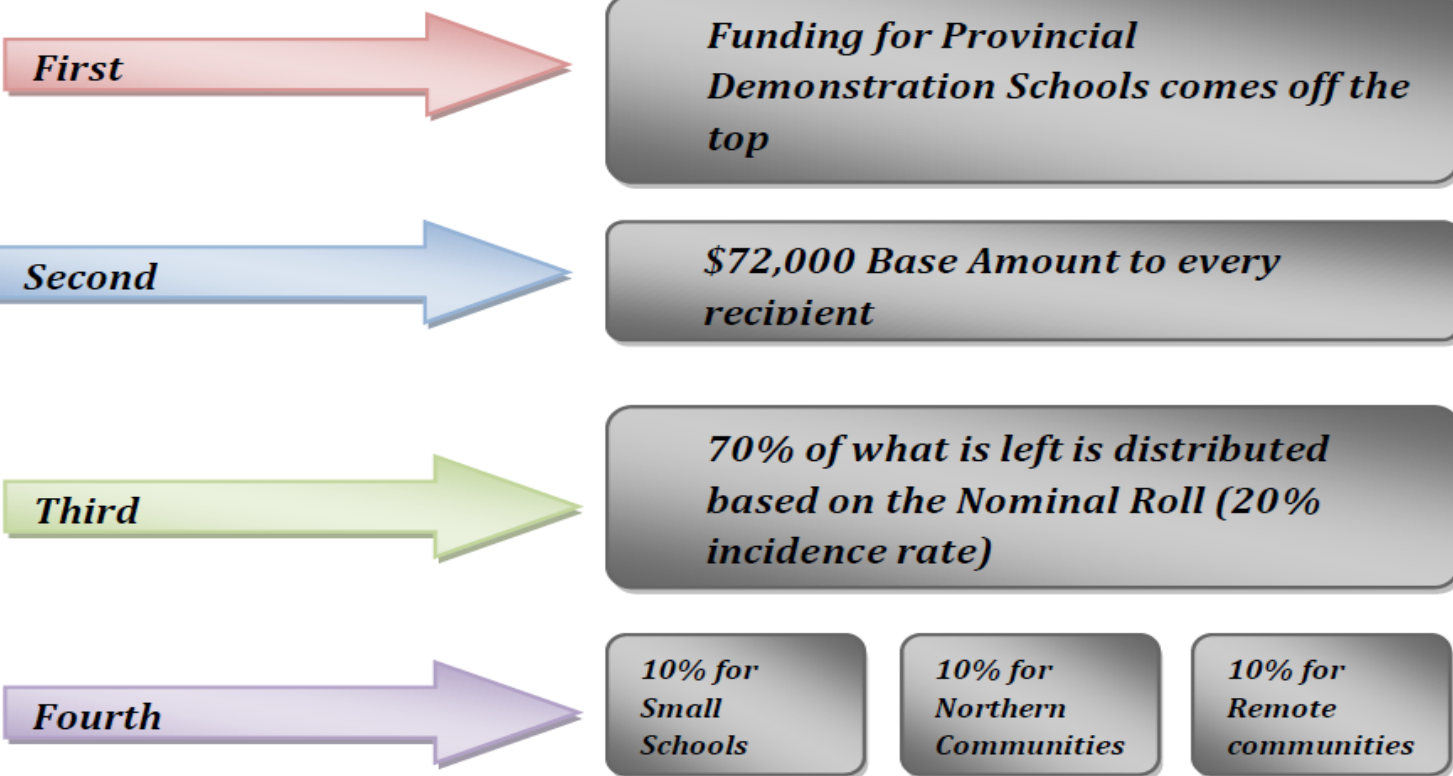 First
Funding for Provincial
Demonstration Schools comes off the
top
Second
$72,000 Base Amount to every
recipient
Third
70% of what is left is distributed
based on the Nominal Roll (20%
incidence rate)
Fourth
10% for
Small
Schools
10% for
Northern
Communities
10% for
Remote
communities